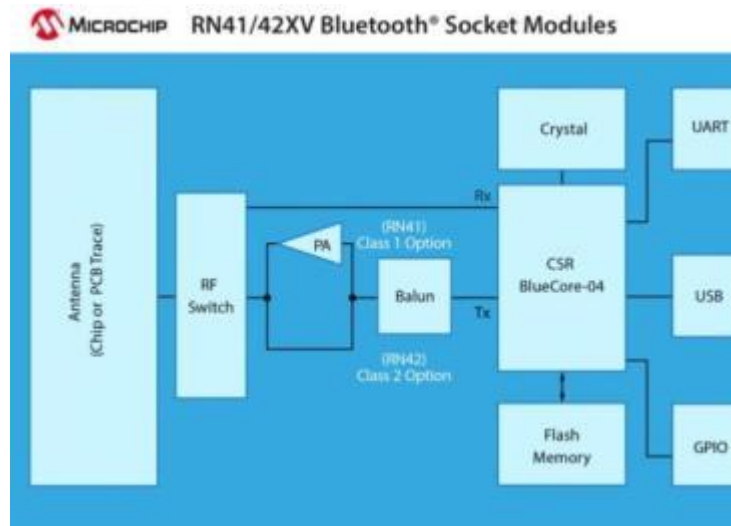 MICROCHIP RN41/42XV Bluetooth® Socket Modules
Antenna
(Chip or PCB Trace)
RF
Switch
PA
(RN41)
Class 1 Option
Balun
(RN42)
Class 2 Option
Rx
Tx
Crystal
CSR
BlueCore-04
Flash
Memory
UART
USB
GPIO